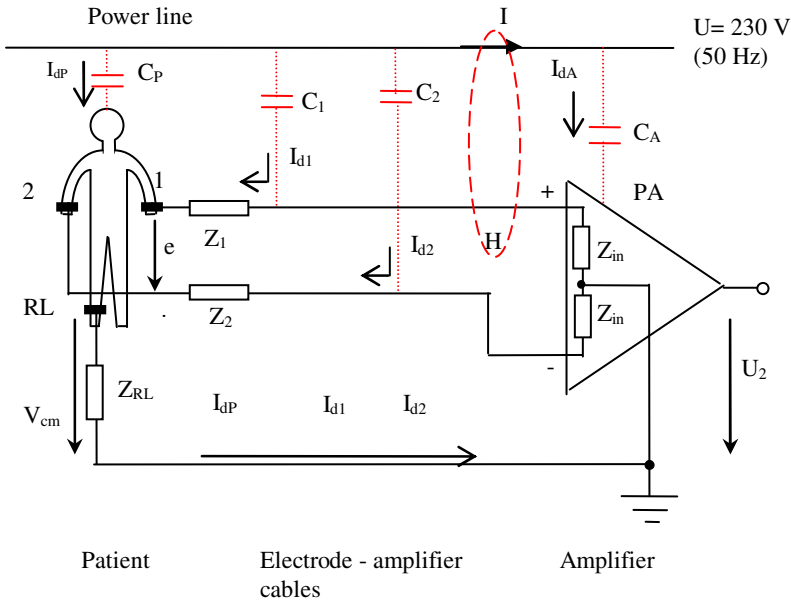 Power line
I
U= 230 V
(50 Hz)
IdP
CP
C1
C2
IdA
CA
Id1
2
1
+
PA
Z1
e
Id2
H
Zin
RL
Z2
Zin
-
U2
ZRL
Vcm
IdP
Id1
Id2
Patient
Electrode - amplifier
cables
Amplifier